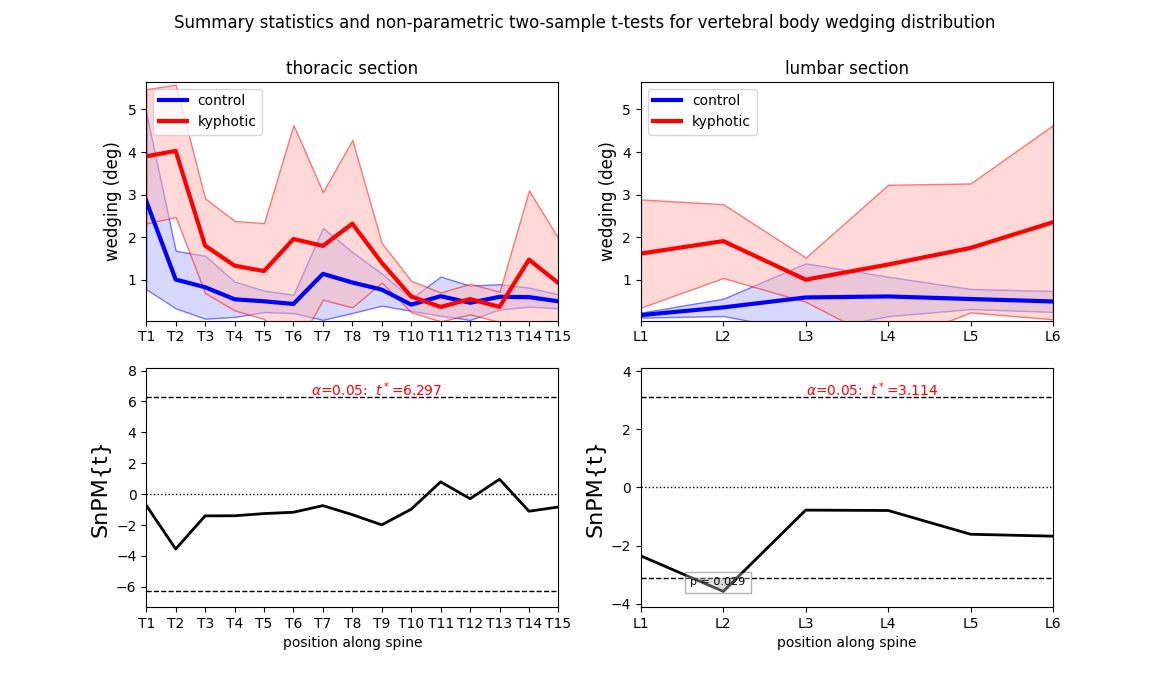 Summary statistics and non-parametric two-sample t-tests for vertebral body wedging distribution
thoracic section
control
kyphotic
wedging (deg)
5
4
3
2
1
T1 T2 T3 T4 T5 T6 T7 T8 T9 T10 T11 T12 T13 T14 T15
lumbar section
control
kyphotic
wedging (deg)
5
4
3
2
1
L1 L2 L3 L4 L5 L6
α=0.05: t*=6.297
SnPM{t}
8
6
4
2
0
−2
−4
−6
T1 T2 T3 T4 T5 T6 T7 T8 T9 T10 T11 T12 T13 T14 T15
position along spine
α=0.05: t*=3.114
SnPM{t}
4
2
0
−2
−4
p = 0.029
L1 L2 L3 L4 L5 L6
position along spine